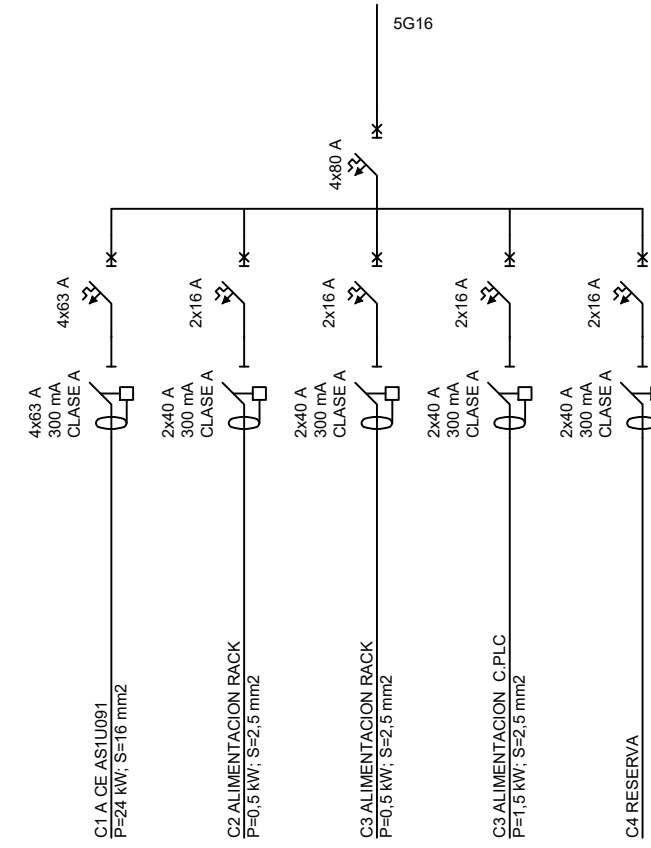 5G16
4x80 A
4x63 A
2x16 A
2x16 A
2x16 A
2x16 A
4x63 A
300 mA
CLASE A
2x40 A
300 mA
CLASE A
2x40 A
300 mA
CLASE A
2x40 A
300 mA
CLASE A
2x40 A
300 mA
CLASE A
C1 A CE AS1U091
P=24 kW; S=16 mm2
C2 ALIMENTACION RACK
P=0,5 kW; S=2,5 mm2
C3 ALIMENTACION RACK
P=0,5 kW; S=2,5 mm2
C3 ALIMENTACION C.PLC
P=1,5 kW; S=2,5 mm2
C4 RESERVA